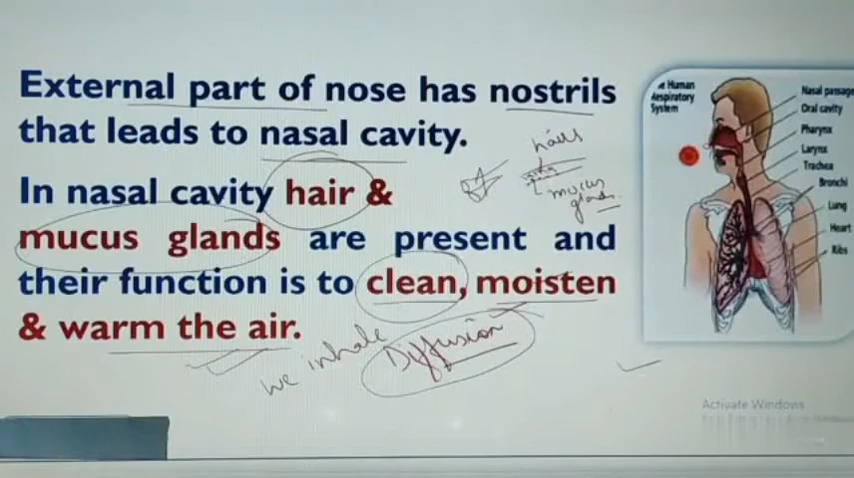 External part of nose has nostrils
that leads to nasal cavity.
In nasal cavity hair &
mucus glands are present and
their function is to clean, moisten
& warm the air.
hairs
mucus
glands
we inhale
Diffusion
Human
Respiratory
System
Nasal passage
Oral cavity
Pharynx
Larynx
Trachea
Bronchi
Lung
Heart
Ribs
Activate Windows